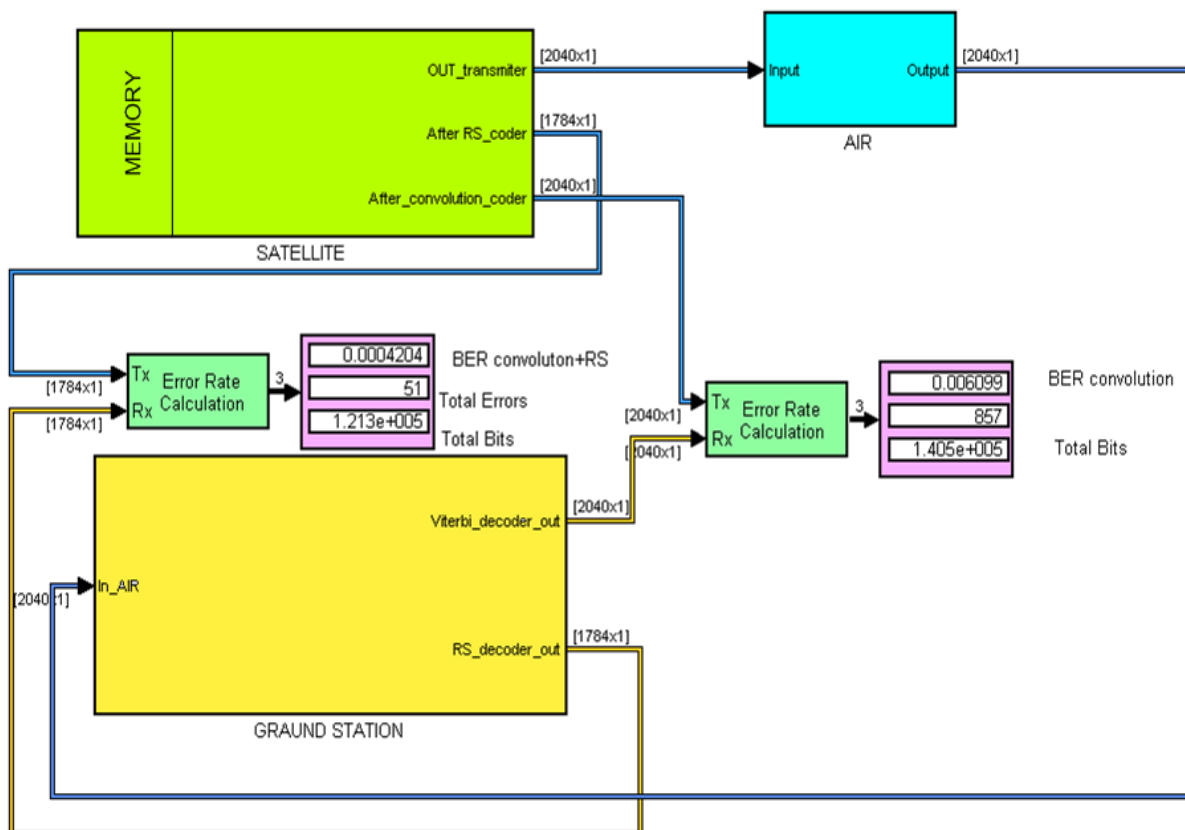 MEMORY
OUT_transmiter
After RS_coder
After_convolution_coder
SATELLITE
[2040x1]
[1784x1]
[2040x1]
Input
Output
AIR
[2040x1]
Tx
Rx
Error Rate
Calculation
[1784x1]
[1784x1]
3
0.0004204
51
1.213e+005
BER convoluton+RS
Total Errors
Total Bits
Tx
Rx
Error Rate
Calculation
[2040x1]
[2040x1]
3
0.006099
857
1.405e+005
BER convolution
Total Bits
In_AIR
[2040x1]
Viterbi_decoder_out
[2040x1]
RS_decoder_out
[1784x1]
GRAUND STATION